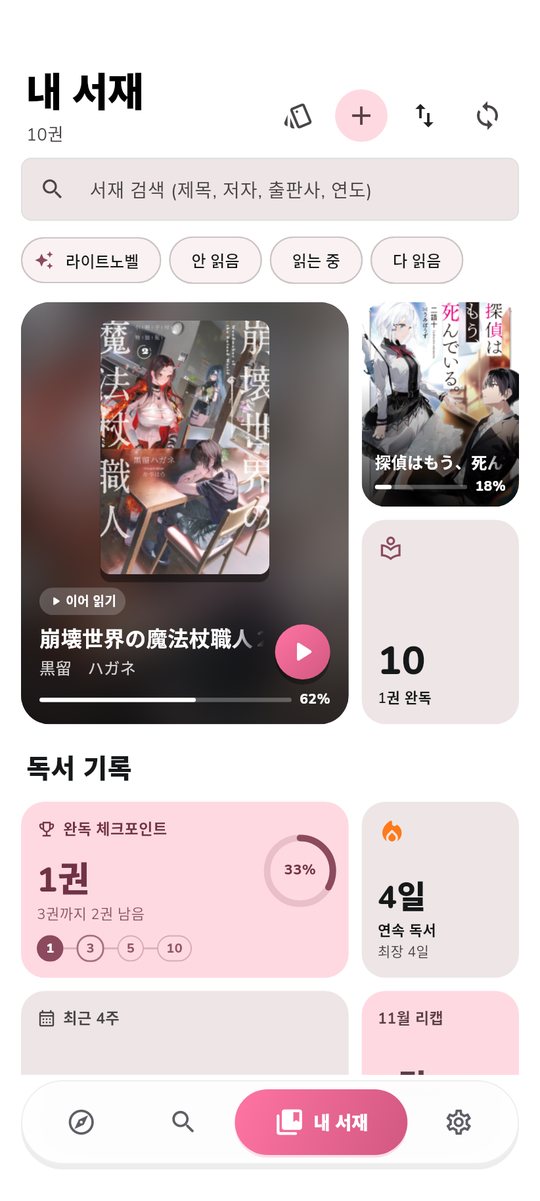 내 서재
10권
서재 검색 (제목, 저자, 출판사, 연도)
라이트노벨
안 읽음
읽는 중
다 읽음
崩壊世界の
魔法杖職人
2
黒留ハガネ
探偵はもう、
死んでいる。
二語十
探偵はもう、死ん
18%
이어 읽기
崩壊世界の魔法杖職人
黒留 ハガネ
62%
10
1권 완독
독서 기록
완독 체크포인트
1권
3권까지 2권 남음
33%
1
3
5
10
4일
연속 독서
최장 4일
최근 4주
11월 리캡
내 서재